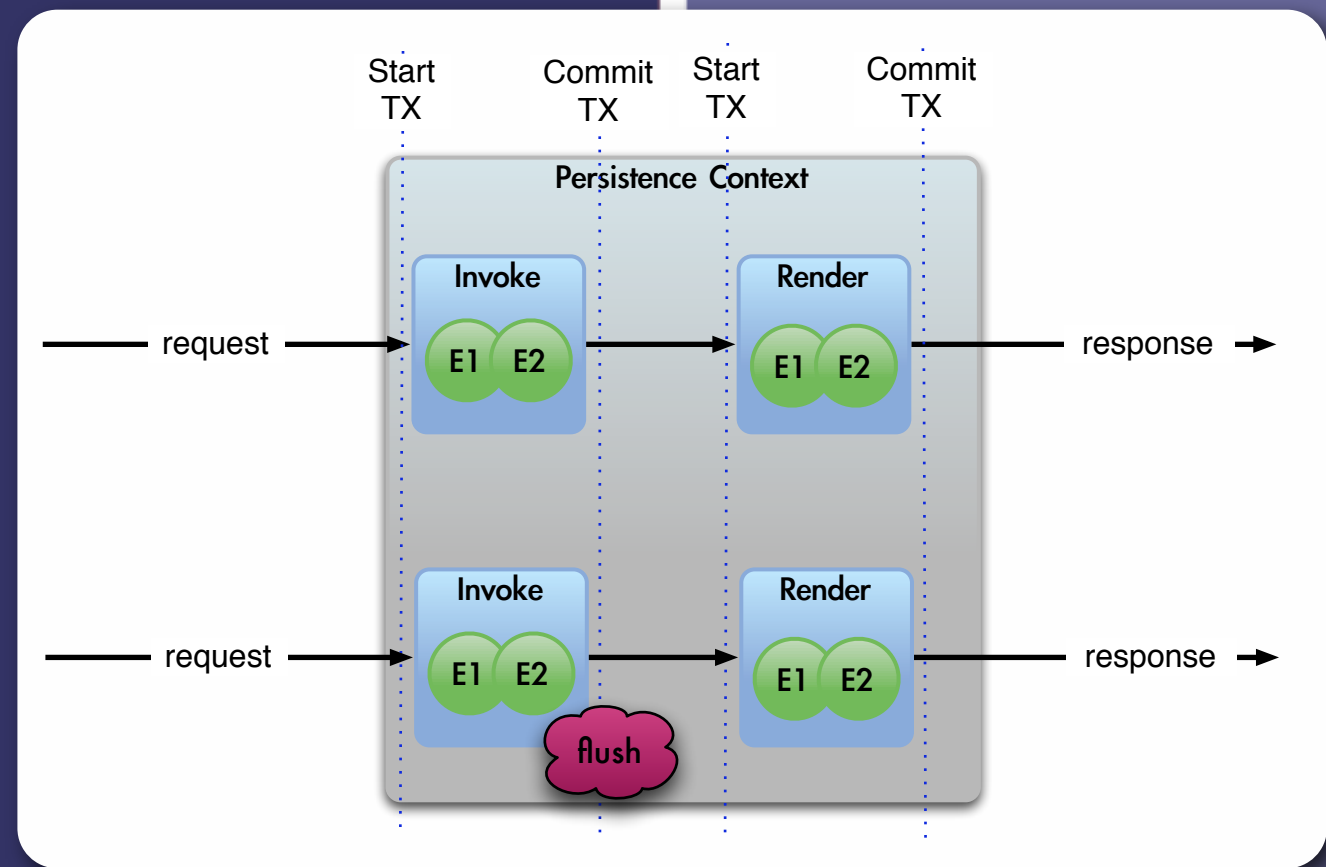 Start
TX
Commit
TX
Start
TX
Commit
TX
Persistence Context
Invoke
Render
request
E1 E2
E1 E2
response
Invoke
Render
request
E1 E2
E1 E2
response
flush